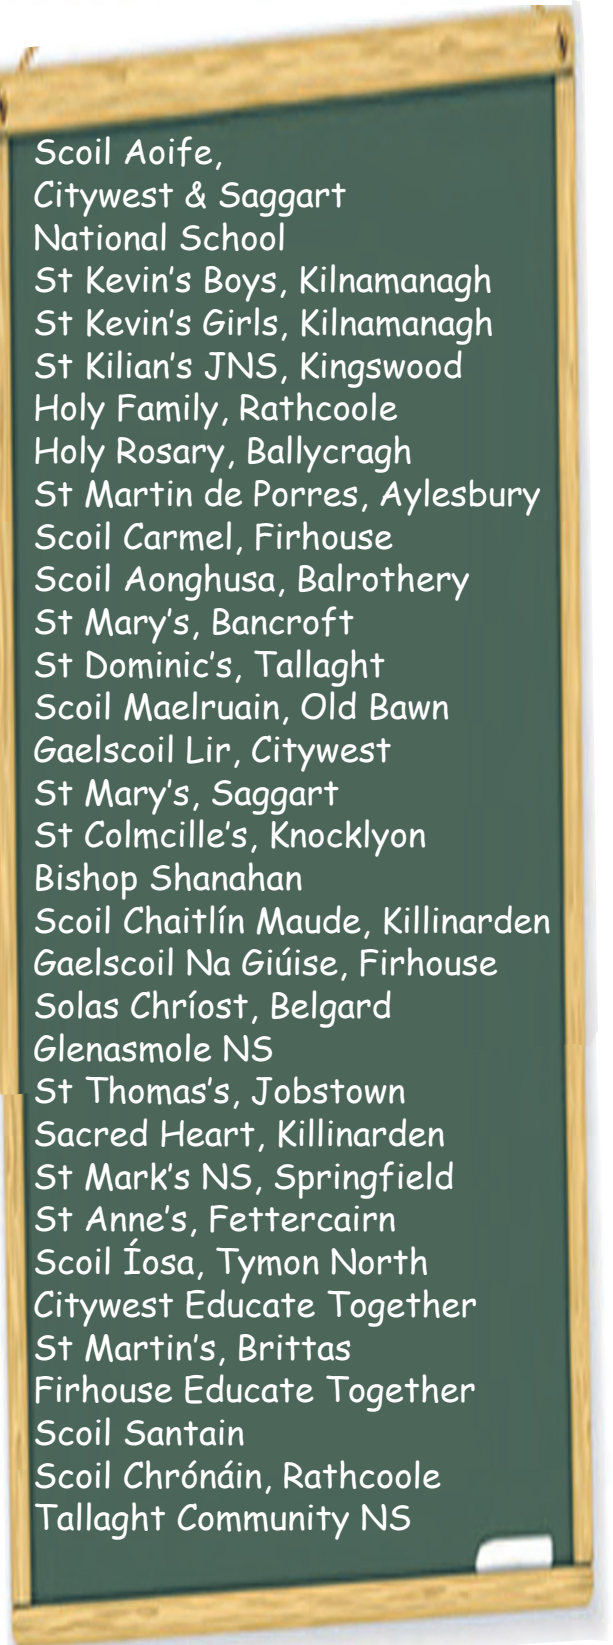 Scoil Aoife,
Citywest & Saggart
National School
St Kevin's Boys, Kilnamanagh
St Kevin's Girls, Kilnamanagh
St Kilian's JNS, Kingswood
Holy Family, Rathcoole
Holy Rosary, Ballycragh
St Martin de Porres, Aylesbury
Scoil Carmel, Firhouse
Scoil Aonghusa, Balrothery
St Mary's, Bancroft
St Dominic's, Tallaght
Scoil Maelruain, Old Bawn
Gaelscoil Lir, Citywest
St Mary's, Saggart
St Colmcille's, Knocklyon
Bishop Shanahan
Scoil Chaitlín Maude, Killinarden
Gaelscoil Na Giúise, Firhouse
Solas Chríost, Belgard
Glenasmole NS
St Thomas's, Jobstown
Sacred Heart, Killinarden
St Mark's NS, Springfield
St Anne's, Fettercairn
Scoil Íosa, Tymon North
Citywest Educate Together
St Martin's, Brittas
Firhouse Educate Together
Scoil Santain
Scoil Chrónáin, Rathcoole
Tallaght Community NS